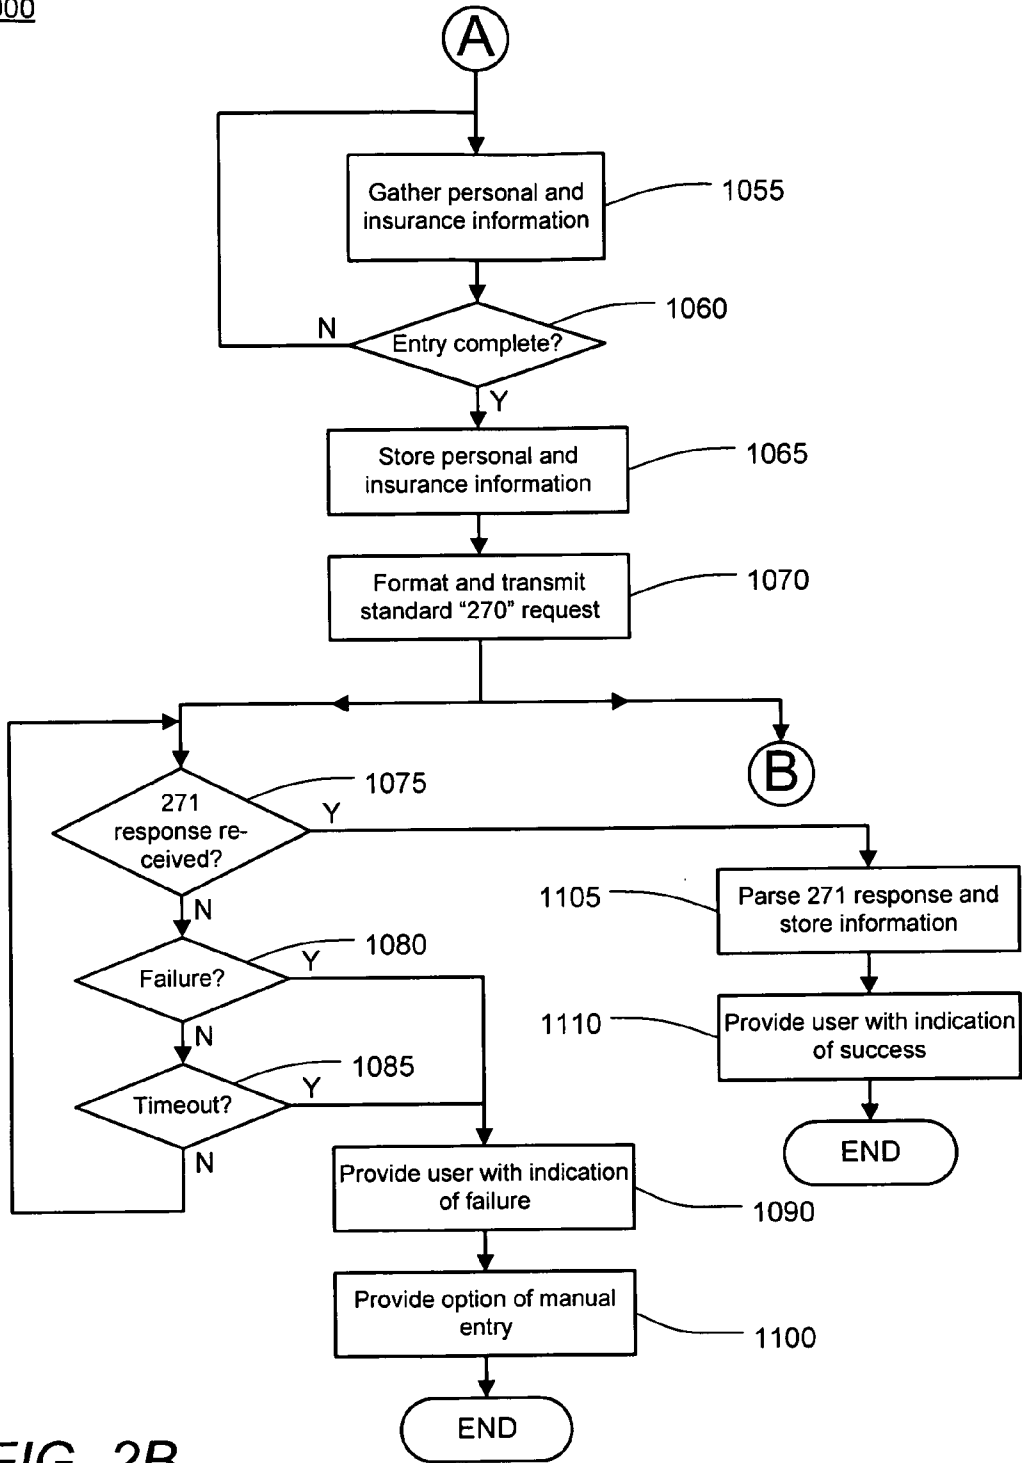 000
A
Gather personal and
insurance information
1055
Entry complete?
1060
N
Y
Store personal and
insurance information
1065
Format and transmit
standard “270” request
1070
B
271
response re-
ceived?
1075
Y
N
1105
Parse 271 response and
store information
Failure?
1080
Y
N
1110
Provide user with indication
of success
Timeout?
1085
Y
N
END
Provide user with indication
of failure
1090
Provide option of manual
entry
1100
END
FIG. 2B